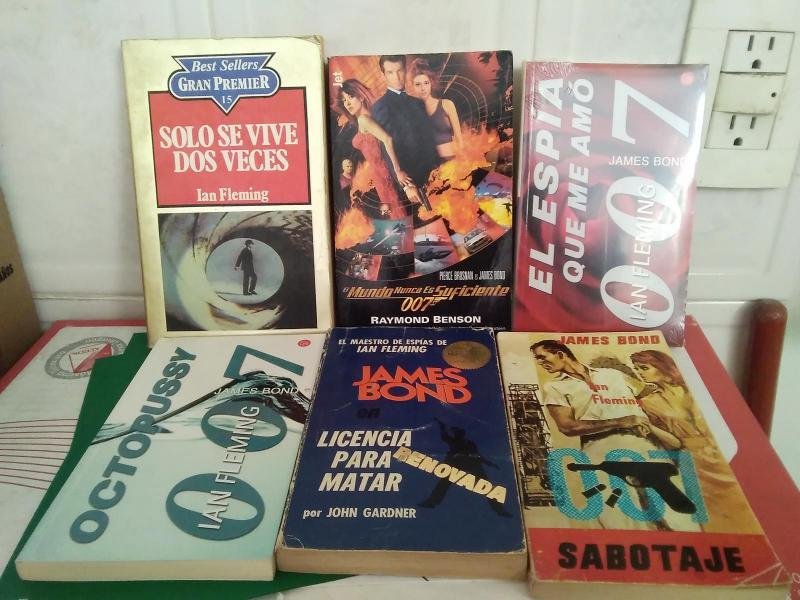 Best Sellers
GRAN PREMIER
15
SOLO SE VIVE
DOS VECES
Ian Fleming
Jet
PIERCE BROSNAN ES JAMES BOND
El Mundo Nunca Es Suficiente
007
RAYMOND BENSON
EL ESPÍA
QUE ME AMÓ
007
JAMES BOND
IAN FLEMING
OCTOPUSSY
007
JAMES BOND
IAN FLEMING
EL MAESTRO DE ESPÍAS DE
IAN FLEMING
JAMES
BOND
en
LICENCIA
PARA
MATAR
RENOVADA
por JOHN GARDNER
JAMES BOND
Ian
Fleming
007
SABOTAJE